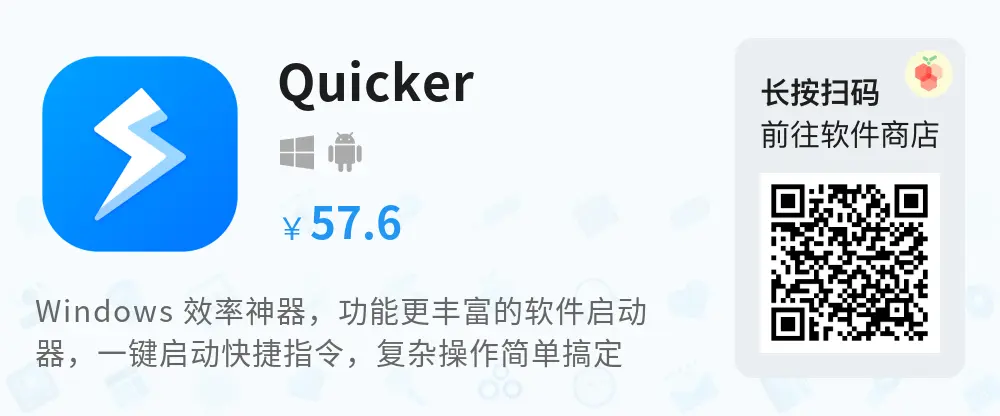 Quicker
¥ 57.6
Windows 效率神器，功能更丰富的软件启动
器，一键启动快捷指令，复杂操作简单搞定
长按扫码
前往软件商店